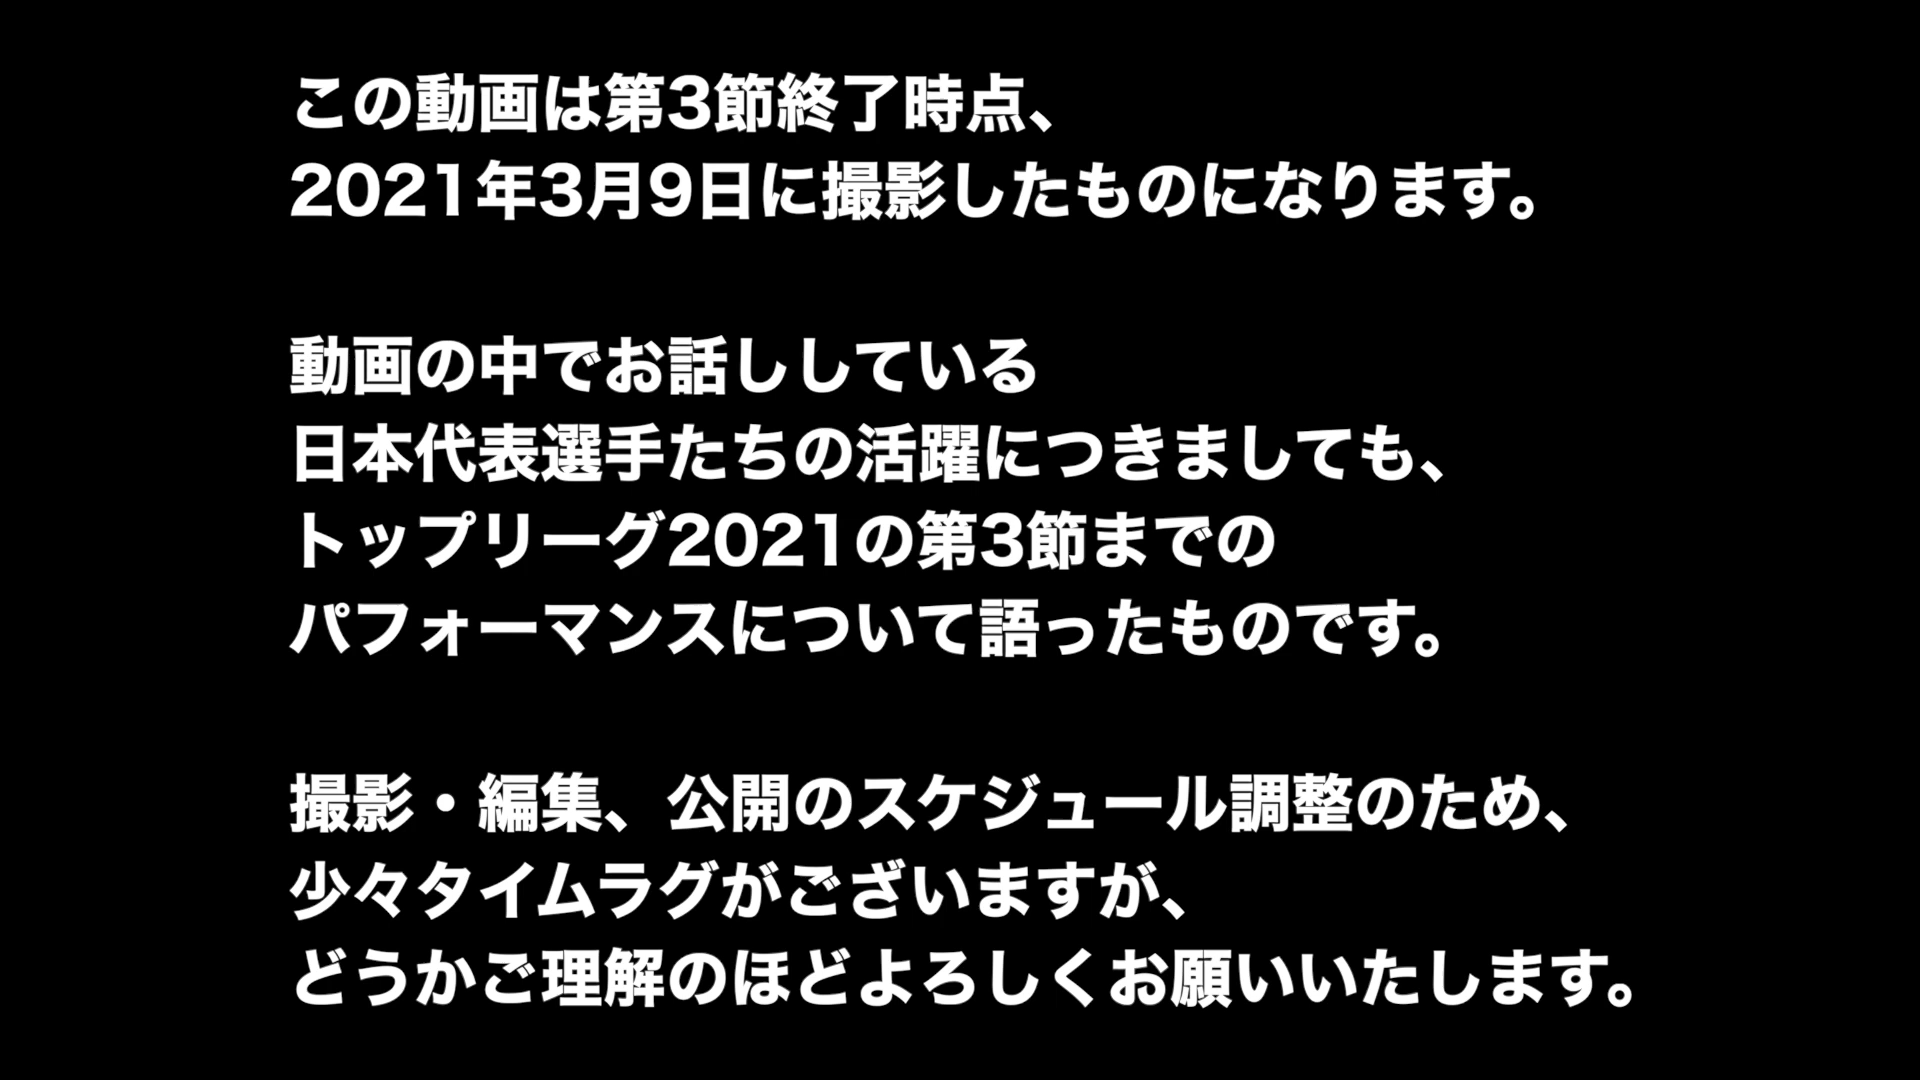 この動画は第3節終了時点、
2021年3月9日に撮影したものになります。
動画の中でお話ししている
日本代表選手たちの活躍につきましても、
トップリーグ2021の第3節までの
パフォーマンスについて語ったものです。
撮影・編集、公開のスケジュール調整のため、
少々タイムラグがございますが、
どうかご理解のほどよろしくお願いいたします。